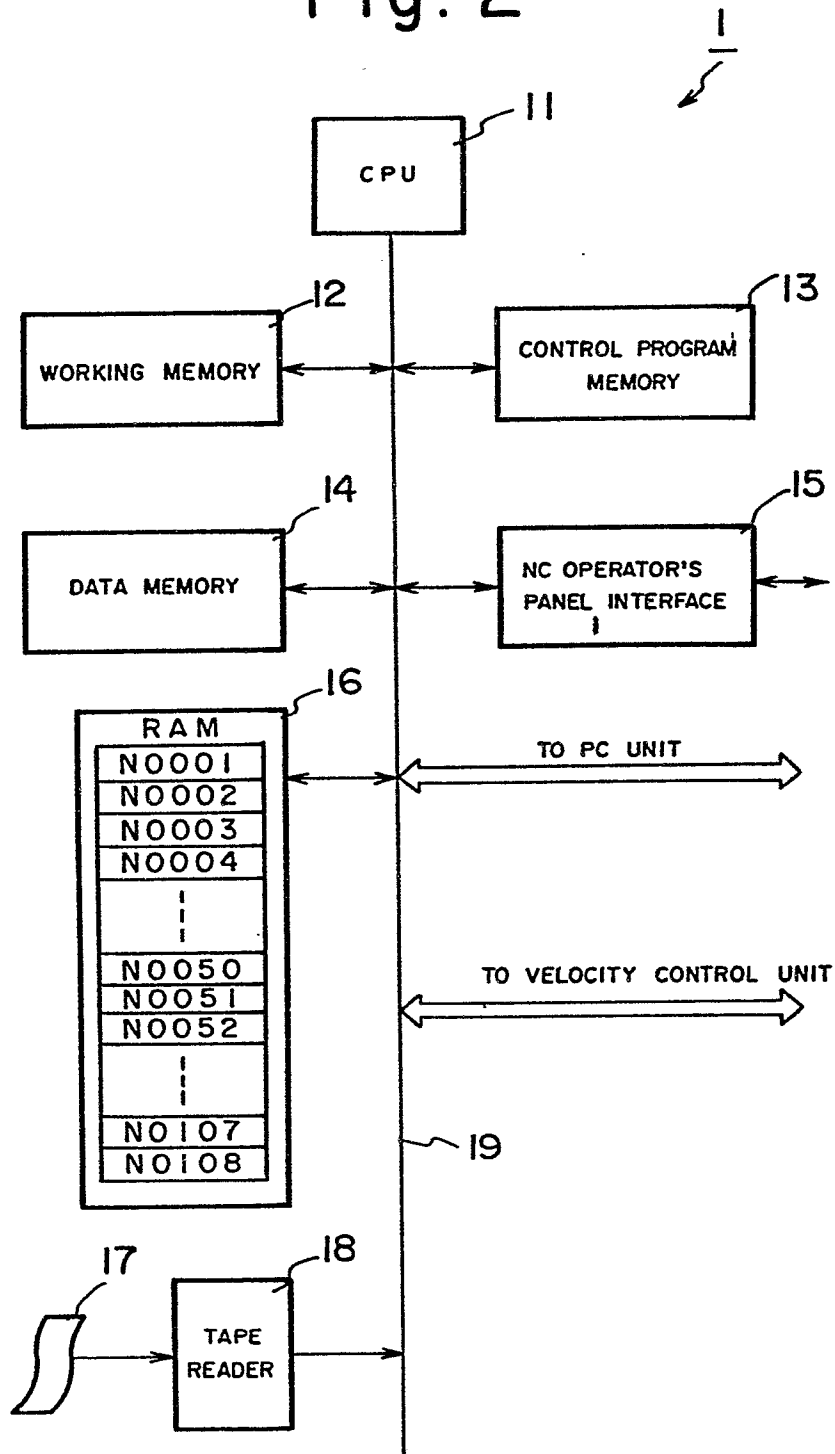 Fig. 2
1
11
CPU
12
13
WORKING MEMORY
CONTROL PROGRAM
MEMORY
14
15
DATA MEMORY
NC OPERATOR'S
PANEL INTERFACE
16
RAM
N0001
N0002
N0003
N0004
TO PC UNIT
N0050
N0051
N0052
TO VELOCITY CONTROL UNIT
N0107
N0108
19
17
18
TAPE
READER